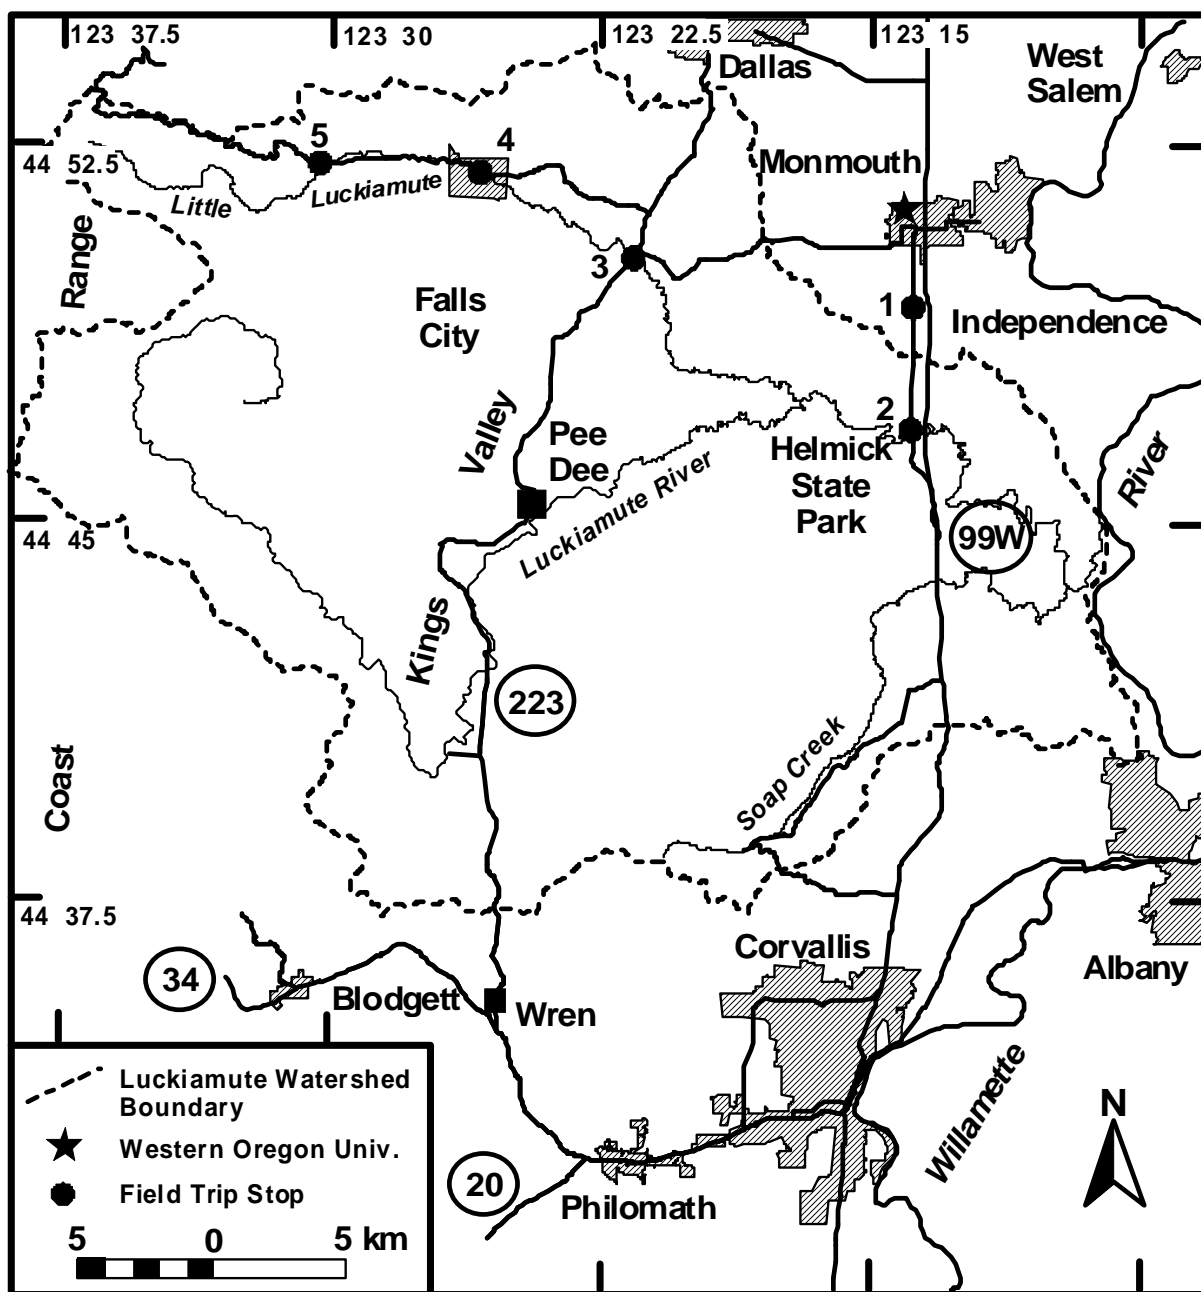 123 37.5
123 30
123 22.5
123 15
Dallas
West
Salem
5
4
44 52.5
Monmouth
Little
Luckiamute
Range
3
Falls
City
1
Independence
2
Valley
Pee
Dee
Helmick
State
Park
River
Luckiamute River
44 45
99W
Kings
223
Coast
Soap Creek
44 37.5
Corvallis
Albany
34
Blodgett
Wren
Luckiamute Watershed
Boundary
Western Oregon Univ.
Field Trip Stop
5 0 5 km
20
Philomath
Willamette
N